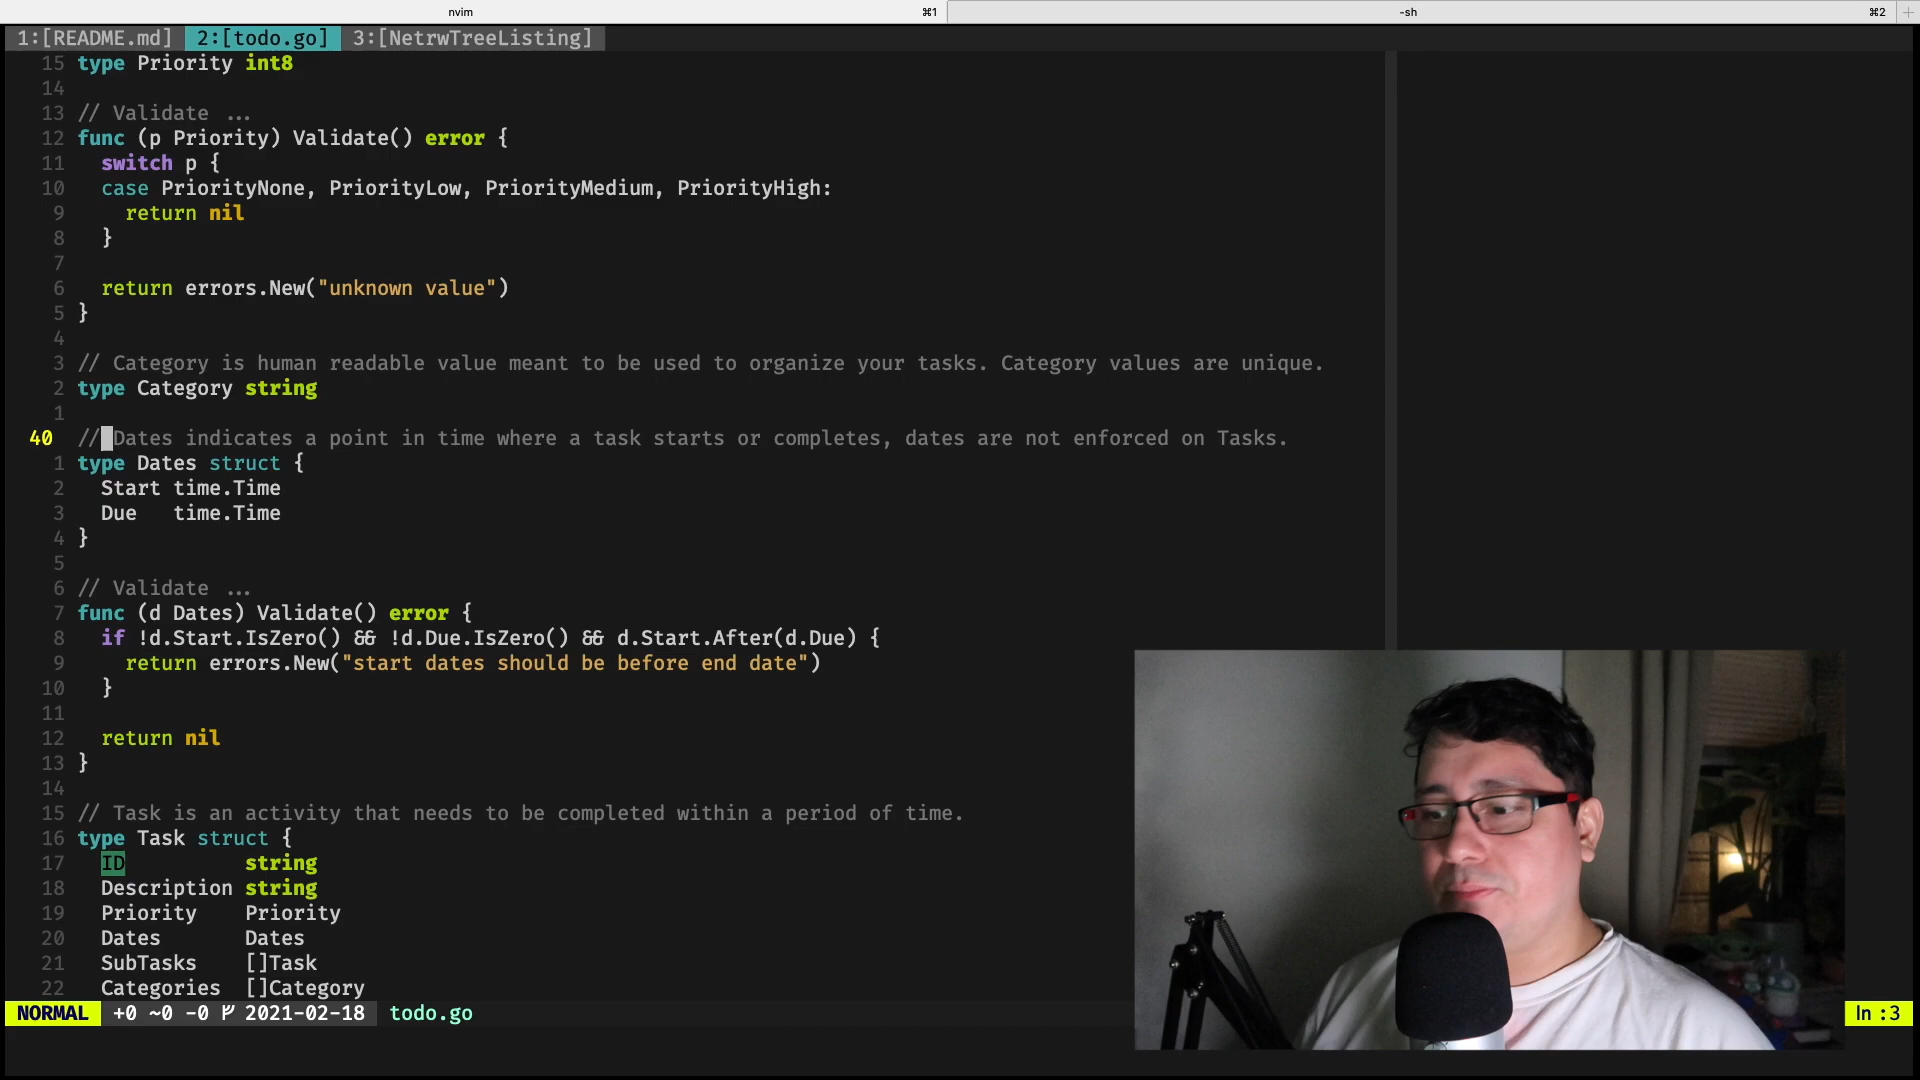 nvim ⌘1 -sh ⌘2 +
1:[README.md] 2:[todo.go] 3:[NetrwTreeListing]
15 type Priority int8
14
13 // Validate ...
12 func (p Priority) Validate() error {
11 switch p {
10 case PriorityNone, PriorityLow, PriorityMedium, PriorityHigh:
9 return nil
8 }
7
6 return errors.New("unknown value")
5 }
4
3 // Category is human readable value meant to be used to organize your tasks. Category values are unique.
2 type Category string
1
40 // Dates indicates a point in time where a task starts or completes, dates are not enforced on Tasks.
1 type Dates struct {
2 Start time.Time
3 Due time.Time
4 }
5
6 // Validate ...
7 func (d Dates) Validate() error {
8 if !d.Start.IsZero() && !d.Due.IsZero() && d.Start.After(d.Due) {
9 return errors.New("start dates should be before end date")
10 }
11
12 return nil
13 }
14
15 // Task is an activity that needs to be completed within a period of time.
16 type Task struct {
17 ID string
18 Description string
19 Priority Priority
20 Dates Dates
21 SubTasks []Task
22 Categories []Category
NORMAL +0 ~0 -0 2021-02-18 todo.go ln :3